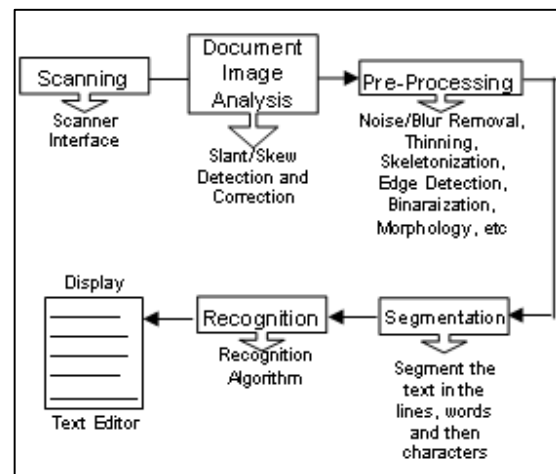 Scanning
Scanner
Interface
Document
Image
Analysis
Slant/Skew
Detection and
Correction
Pre-Processing
Noise/Blur Removal,
Thinning,
Skeletonization,
Edge Detection,
Binaraization,
Morphology, etc
Display
Text Editor
Recognition
Recognition
Algorithm
Segmentation
Segment the
text in the
lines, words
and then
characters